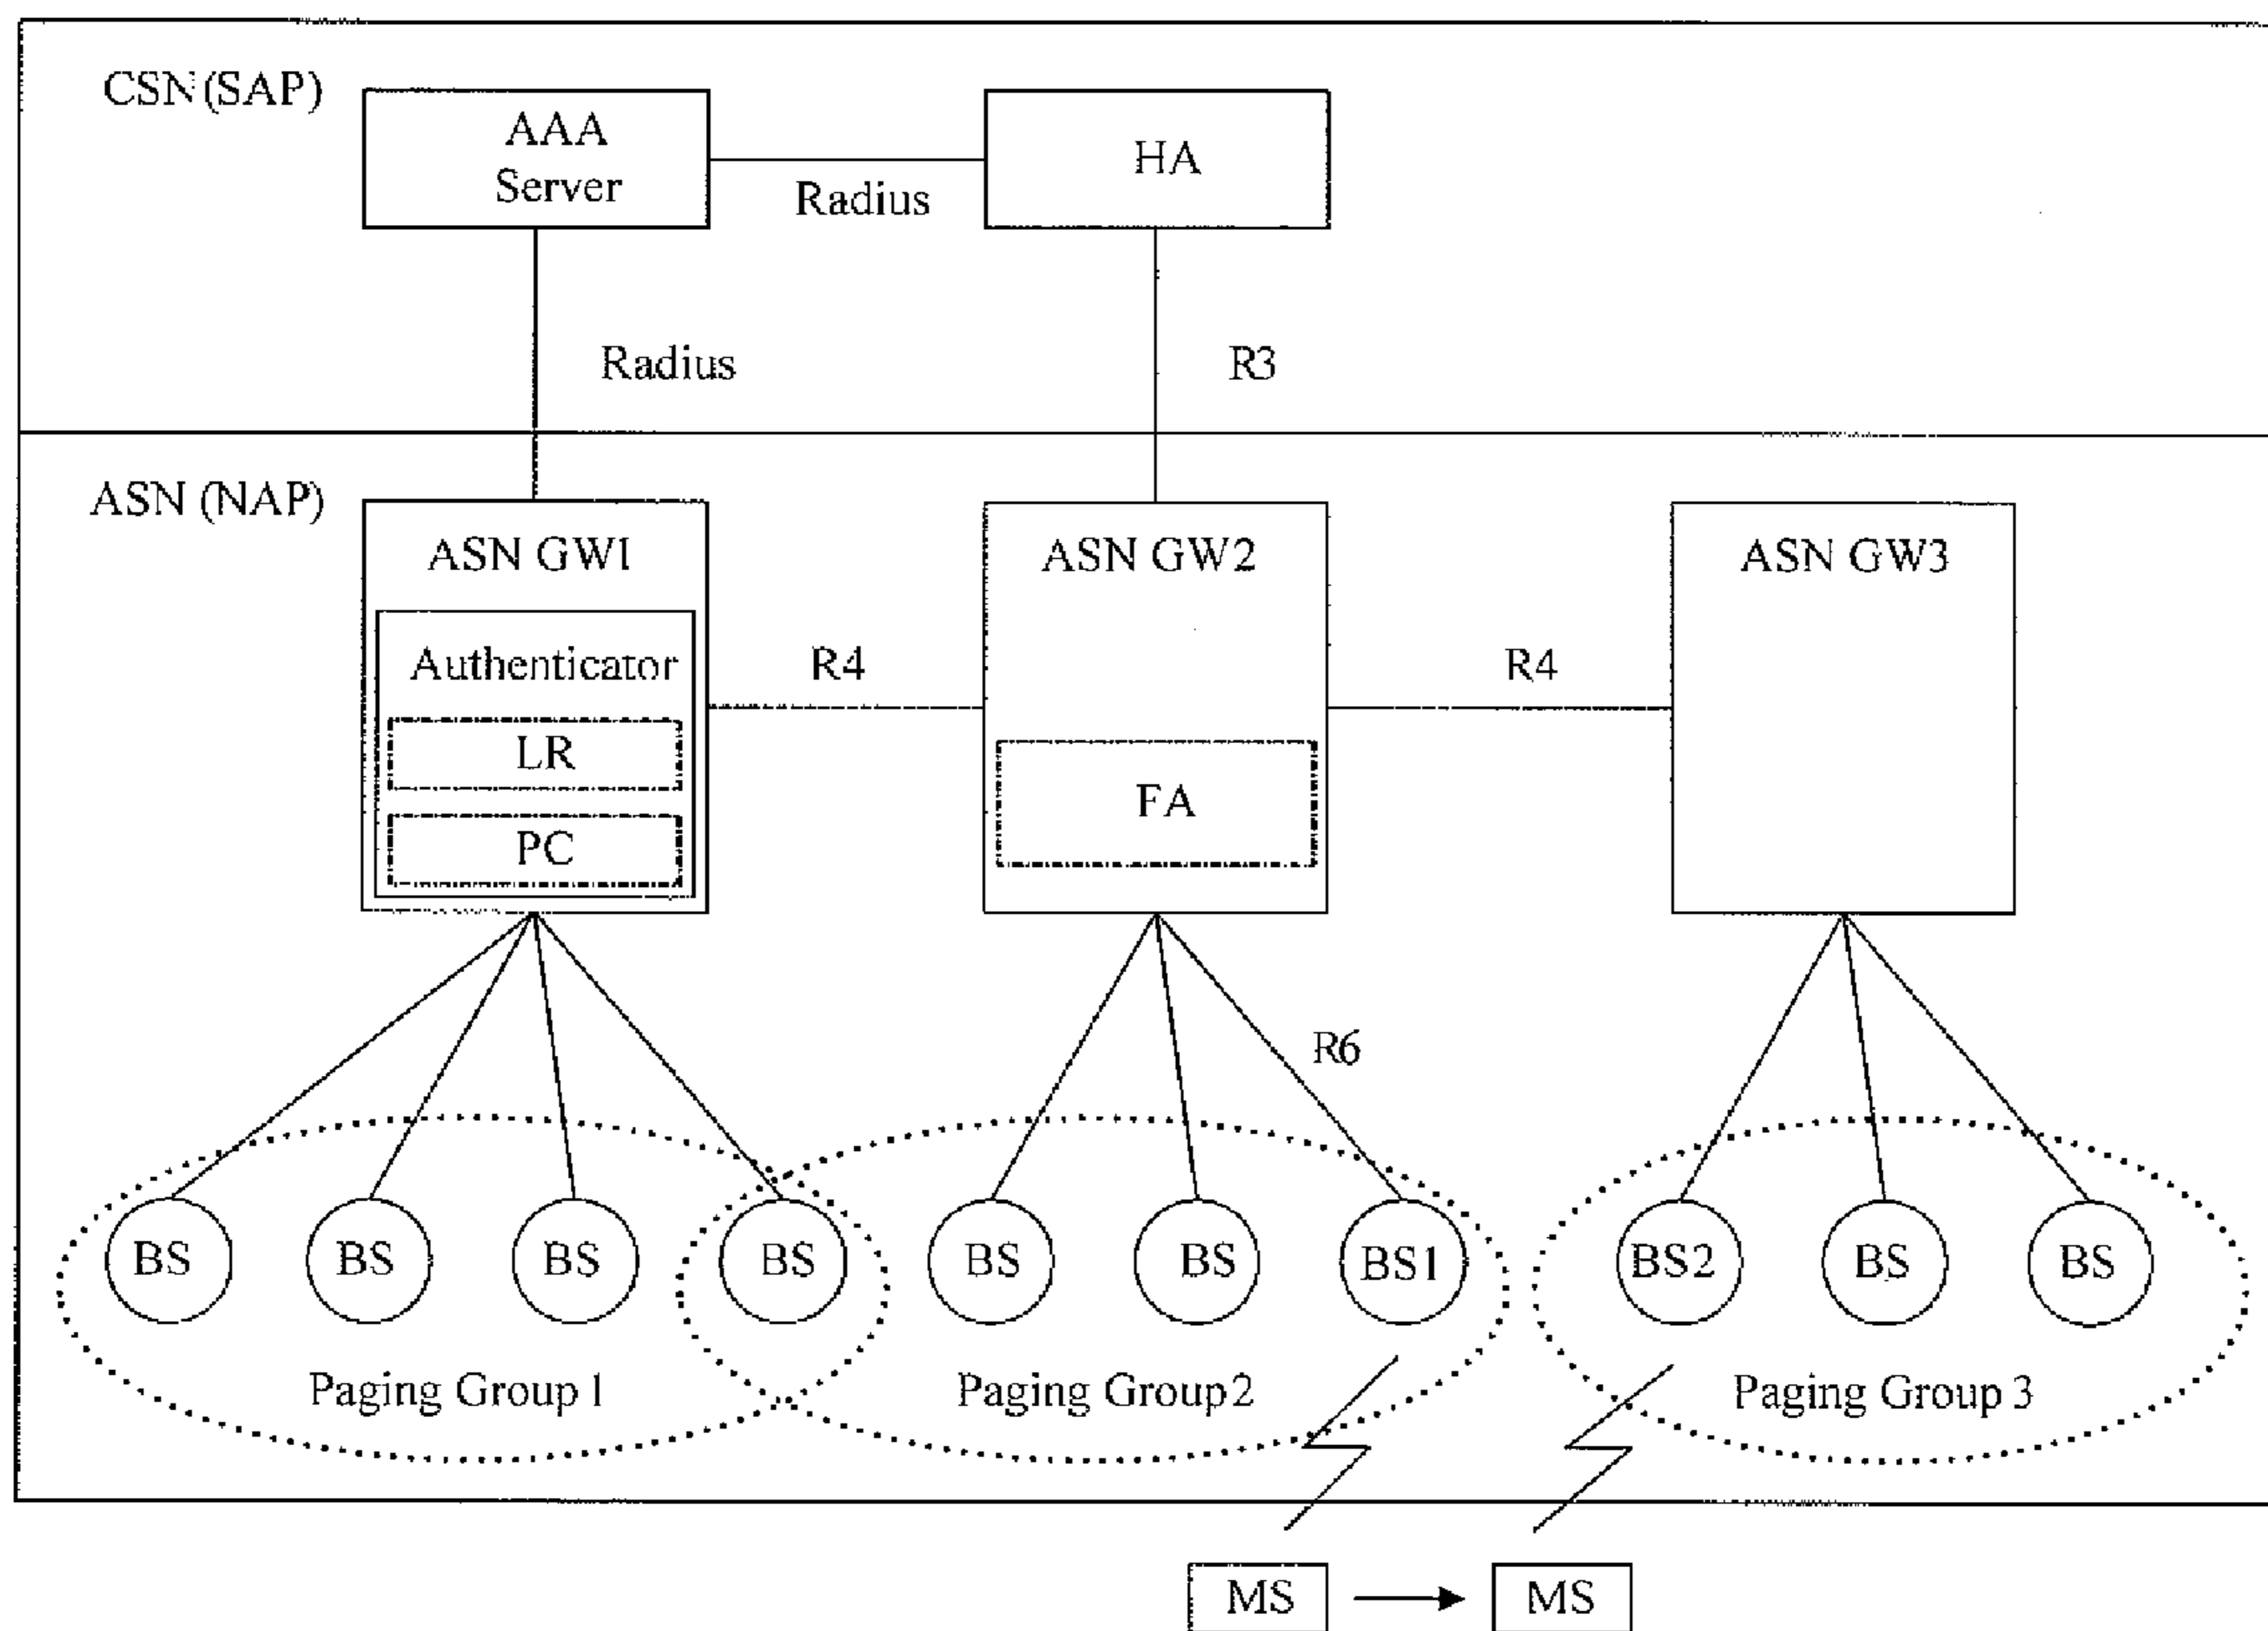 CSN (SAP)
AAA
Server
Radius
HA
Radius
R3
ASN (NAP)
ASN GW1
Authenticator
LR
PC
R4
ASN GW2
FA
R4
ASN GW3
R6
BS
BS
BS
BS
BS
BS
BS1
BS2
BS
BS
Paging Group 1
Paging Group 2
Paging Group 3
MS
MS